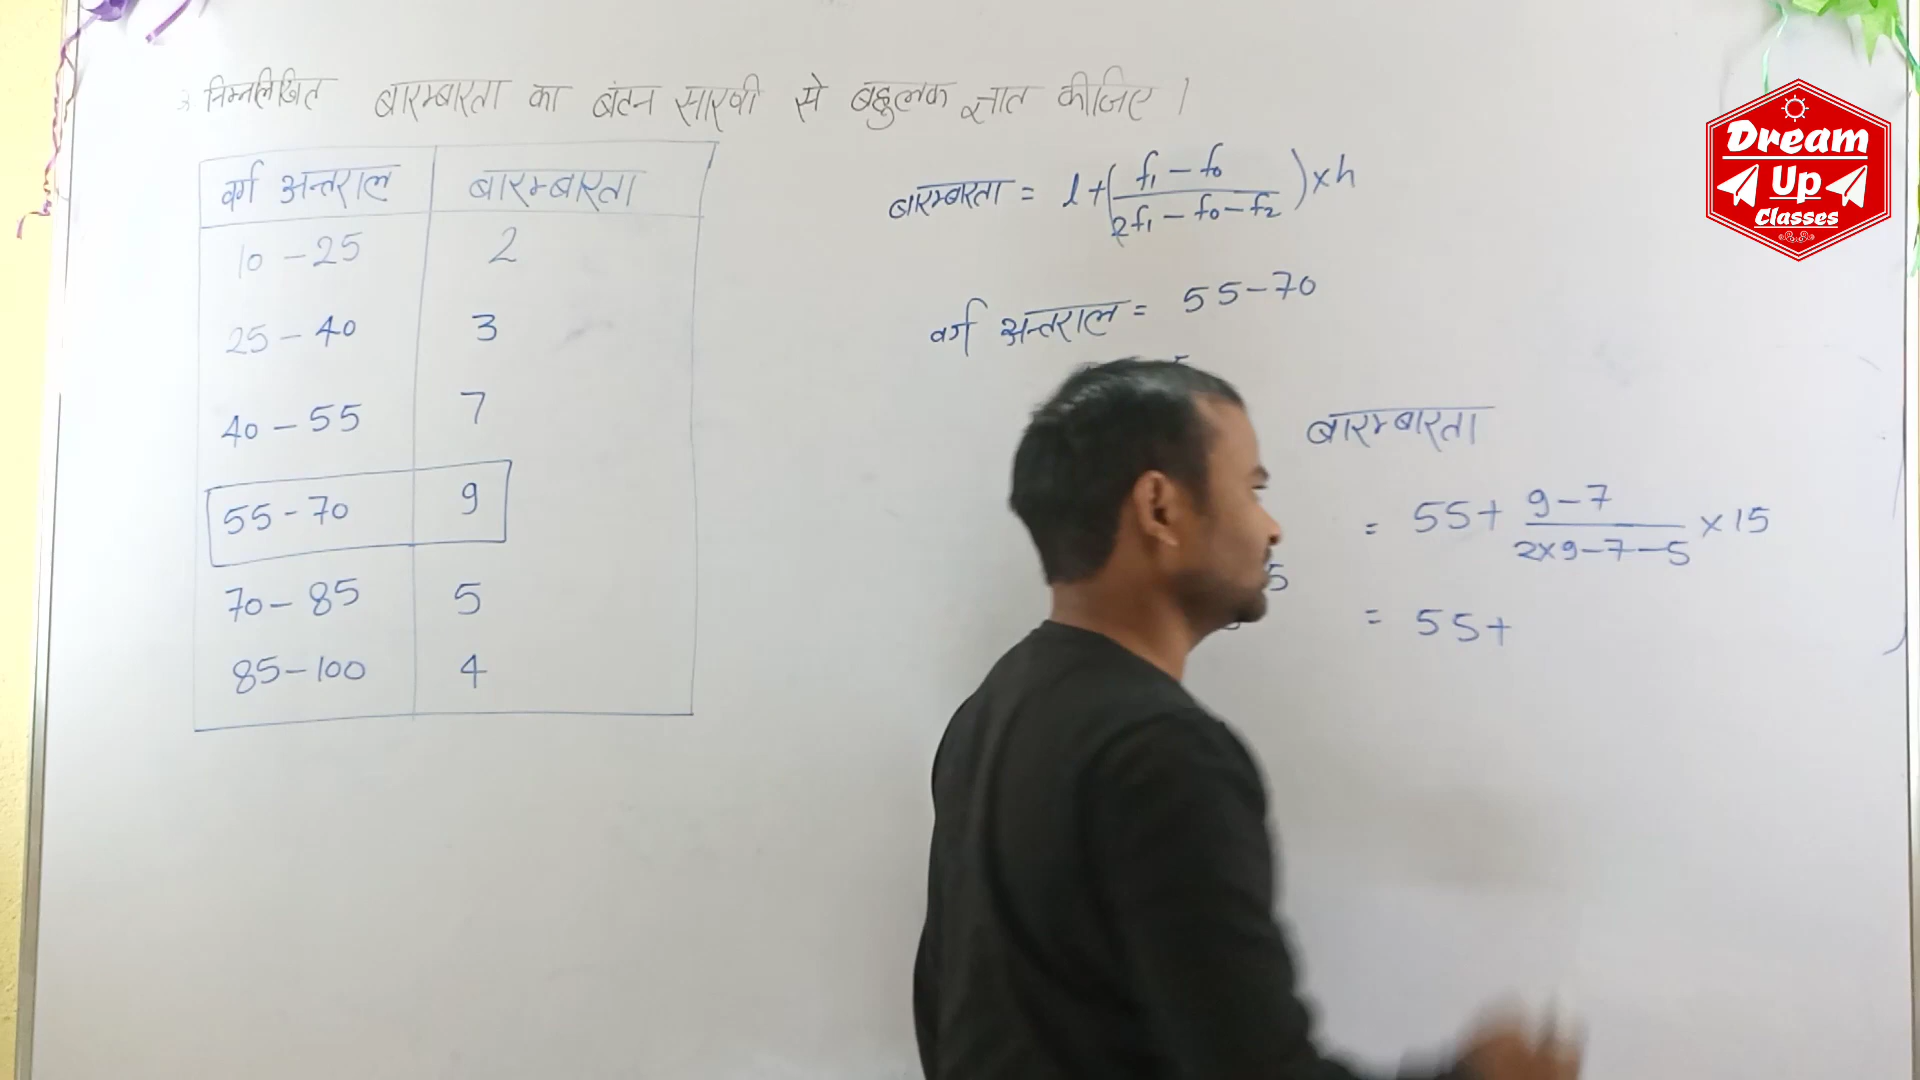 निम्नलिखित बारम्बारता का बंटन सारणी से बहुलक ज्ञात कीजिए।
वर्ग अन्तराल बारम्बारता
10 - 25 2
25 - 40 3
40 - 55 7
55 - 70 9
70 - 85 5
85 - 100 4
बारम्बारता = l + (f₁ - f₀ / 2f₁ - f₀ - f₂) × h
वर्ग अन्तराल = 55 - 70
बारम्बारता
= 55 + 9 - 7 / 2×9 - 7 - 5 × 15
= 55 +
Dream
Up
Classes